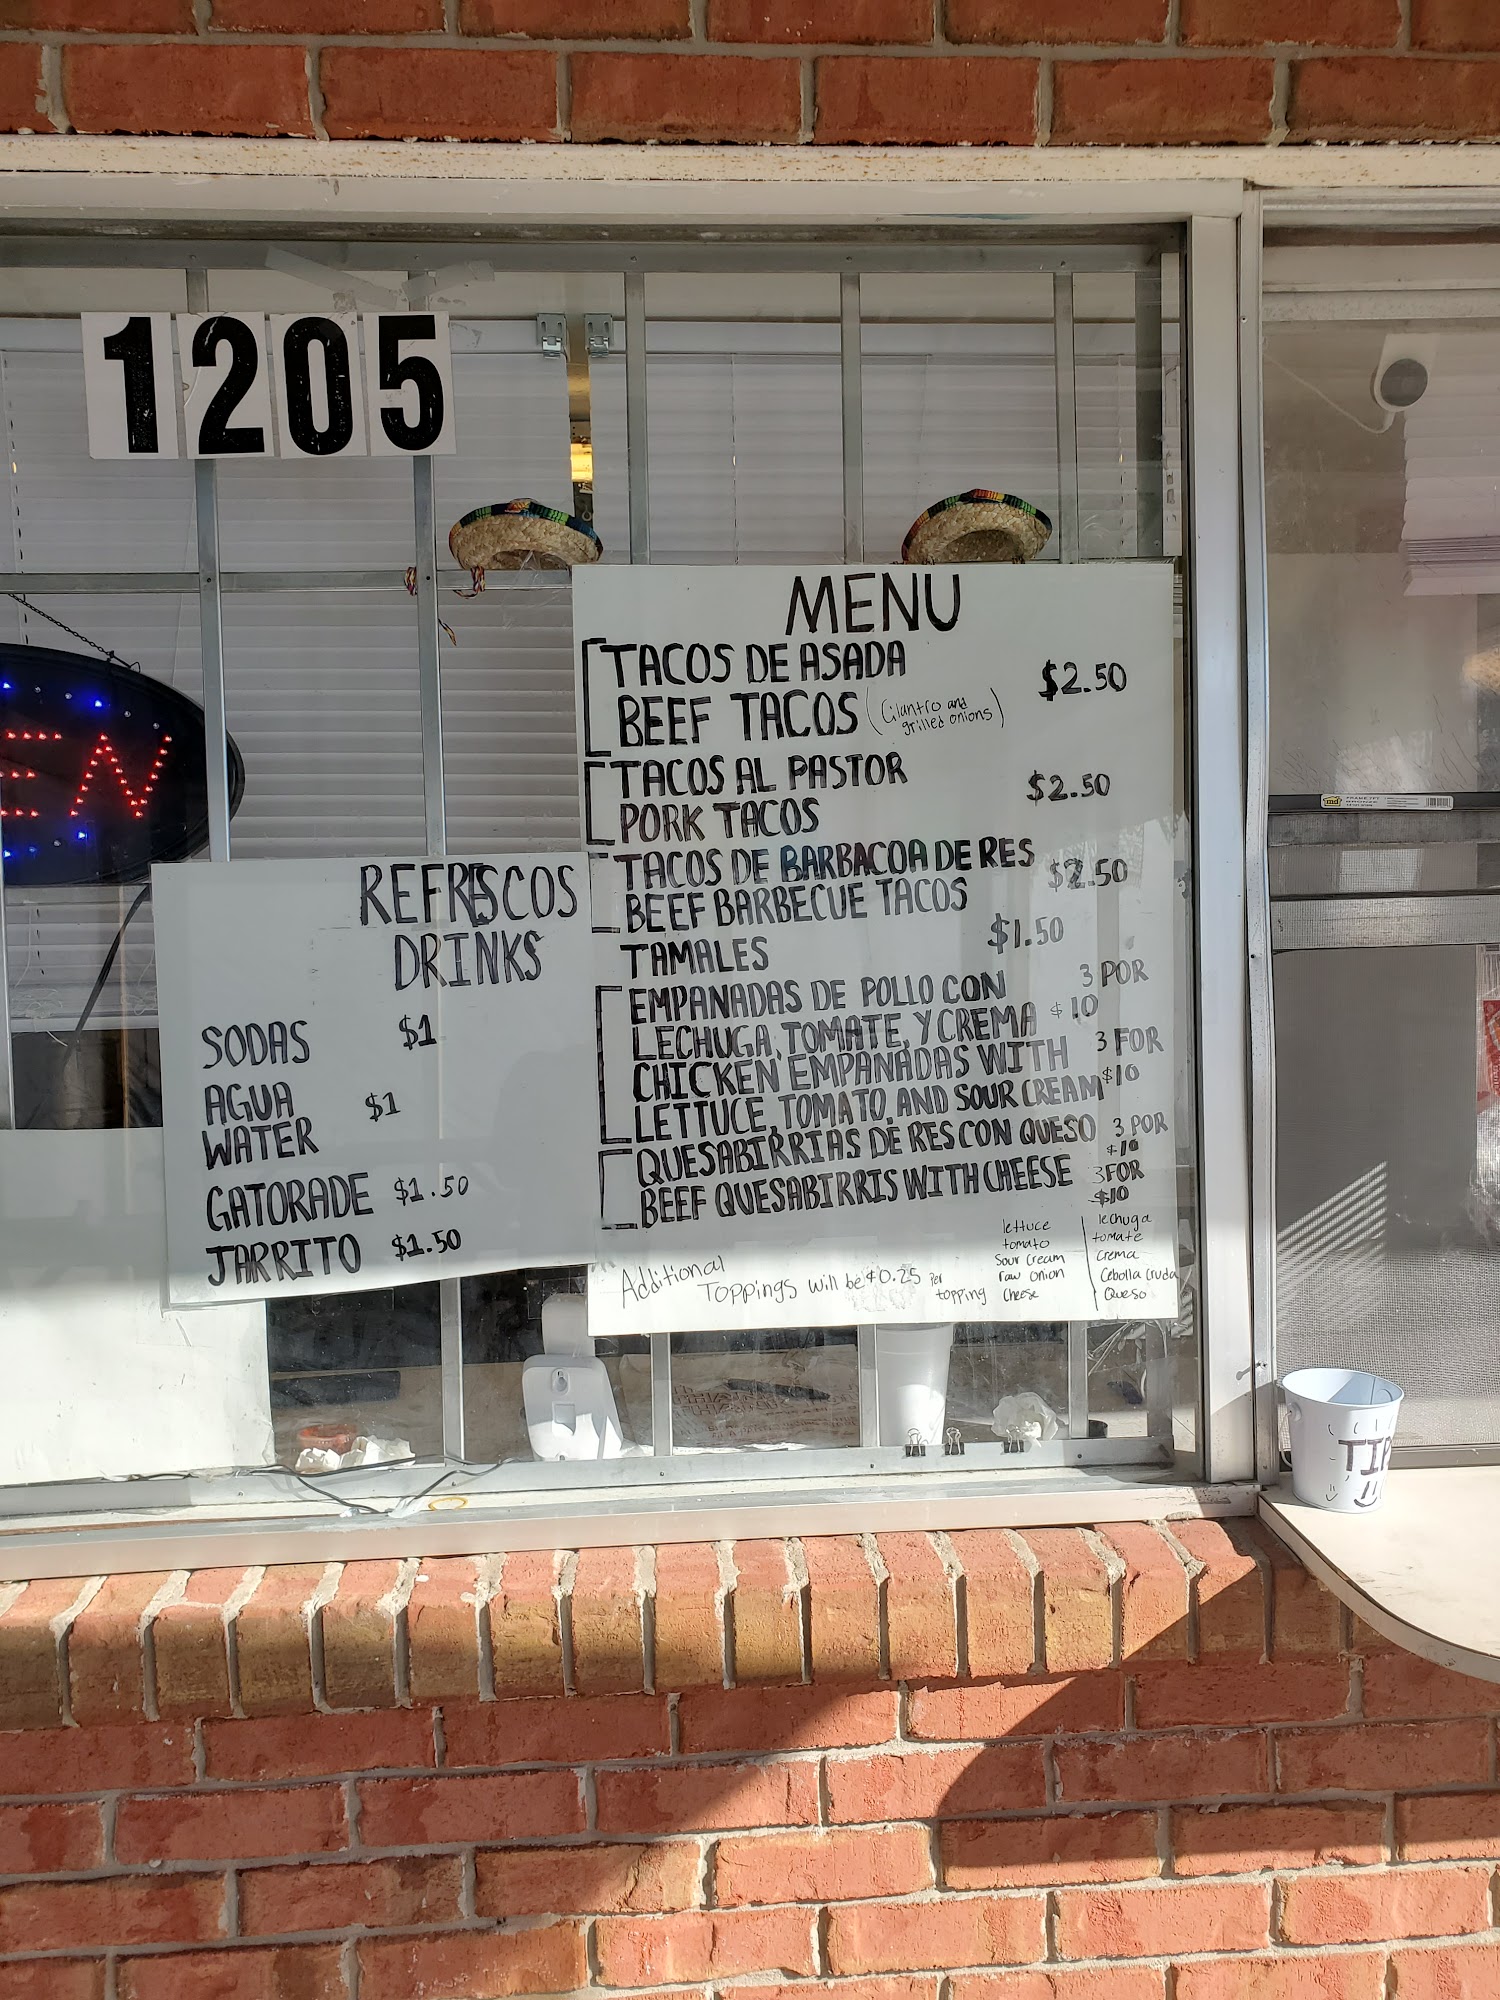 1205
EN
MENU
TACOS DE ASADA
BEEF TACOS (Cilantro and grilled onions) $2.50
TACOS AL PASTOR
PORK TACOS $2.50
TACOS DE BARBACOA DE RES
BEEF BARBECUE TACOS $2.50
TAMALES $1.50
EMPANADAS DE POLLO CON 3 POR
LECHUGA, TOMATE, Y CREMA $10
CHICKEN EMPANADAS WITH 3 FOR
LETTUCE, TOMATO, AND SOUR CREAM $10
QUESABIRRIAS DE RES CON QUESO 3 POR $10
BEEF QUESABIRRIS WITH CHEESE 3 FOR $10
Additional Toppings will be $0.25 per topping
lettuce
tomato
Sour Cream
raw onion
Cheese
lechuga
tomate
Crema
Cebolla Cruda
Queso
REFRESCOS
DRINKS
SODAS $1
AGUA
WATER $1
GATORADE $1.50
JARRITO $1.50
TIP